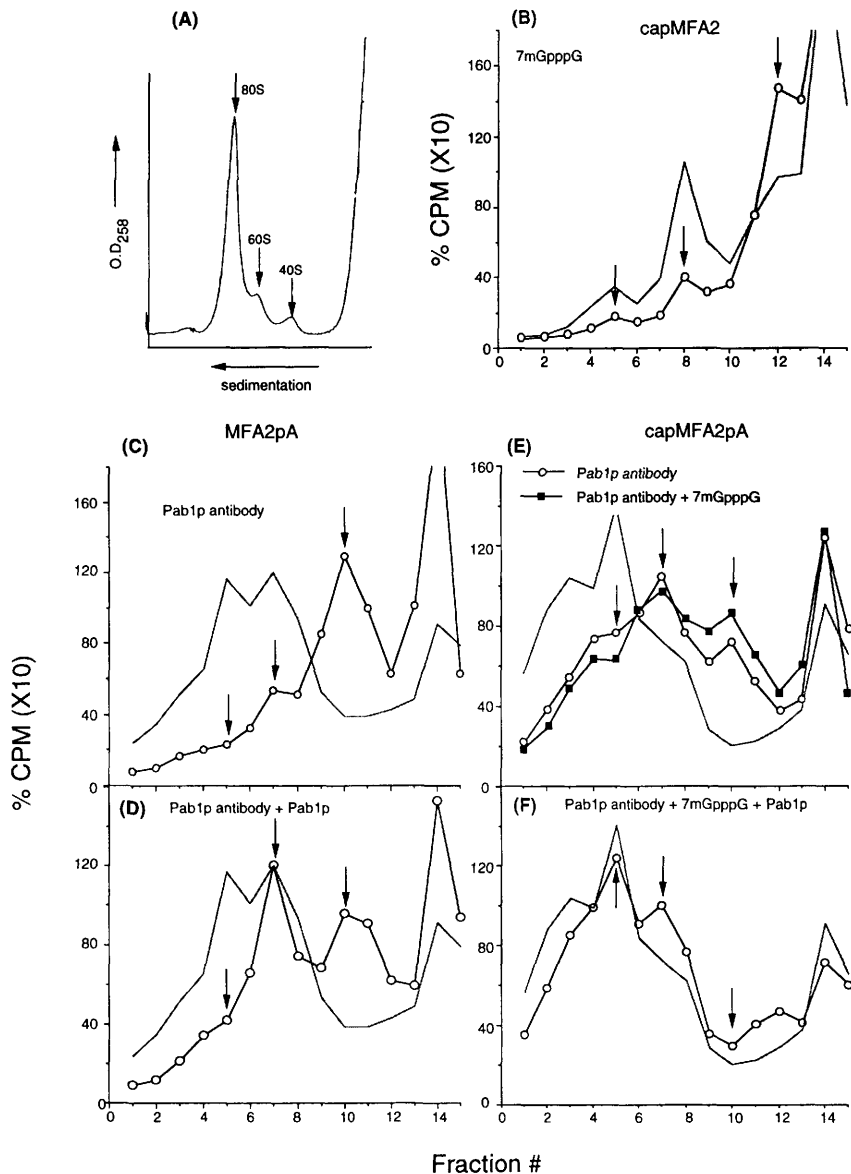 (A)
80S
60S
40S
O.D258
sedimentation
(B)
capMFA2
7mGpppG
% CPM (X10)
160
120
80
40
0
0 2 4 6 8 10 12 14
MFA2pA
capMFA2pA
(C)
Pab1p antibody
160
120
80
40
0
(E)
Pab1p antibody
Pab1p antibody + 7mGpppG
160
120
80
40
0
% CPM (X10)
(D)
Pab1p antibody + Pab1p
120
80
40
0
0 2 4 6 8 10 12 14
(F)
Pab1p antibody + 7mGpppG + Pab1p
120
80
40
0
0 2 4 6 8 10 12 14
Fraction #